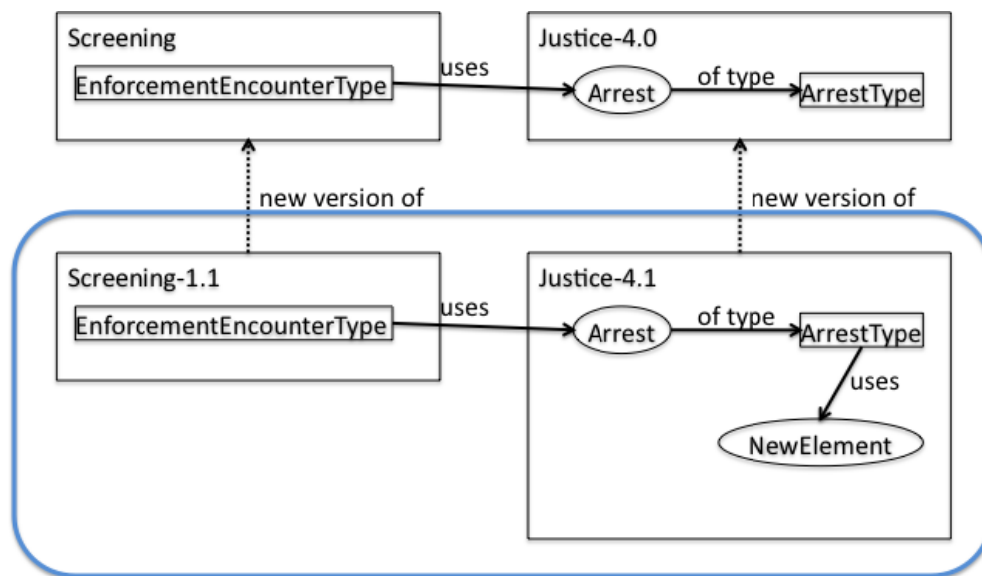 Screening
Justice-4.0
EnforcementEncounterType
uses
Arrest
of type
ArrestType
new version of
new version of
Screening-1.1
Justice-4.1
EnforcementEncounterType
uses
Arrest
of type
ArrestType
uses
NewElement